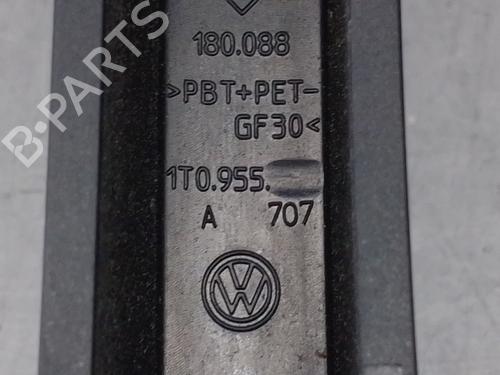 180.088
>PBT+PET-
GF30<
1T0.955.
A 707
B-PARTS